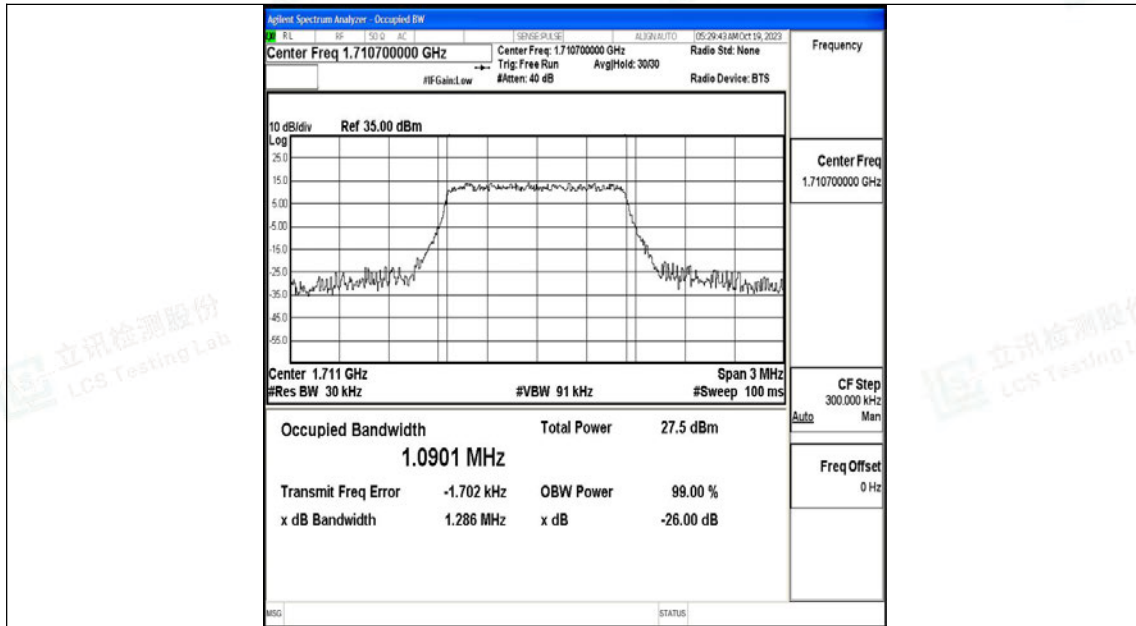 Agilent Spectrum Analyzer - Occupied BW
RL RF 50 Ω AC SENSE:PULSE ALIGNAUTO 05:29:43 AM Oct 19, 2023
Center Freq 1.710700000 GHz
Center Freq: 1.710700000 GHz Radio Std: None
Trig: Free Run Avg|Hold: 30/30
#IFGain:Low #Atten: 40 dB Radio Device: BTS
Frequency
10 dB/div Ref 35.00 dBm
Log
25.0
15.0
5.00
-5.00
-15.0
-25.0
-35.0
-45.0
-55.0
Center 1.711 GHz Span 3 MHz
#Res BW 30 kHz #VBW 91 kHz #Sweep 100 ms
Occupied Bandwidth Total Power 27.5 dBm
1.0901 MHz
Transmit Freq Error -1.702 kHz OBW Power 99.00 %
x dB Bandwidth 1.286 MHz x dB -26.00 dB
Center Freq
1.710700000 GHz
CF Step
300.000 kHz
Auto Man
Freq Offset
0 Hz
MSG STATUS
立讯检测股份
LCS Testing Lab
立讯检测股份
LCS Testing L